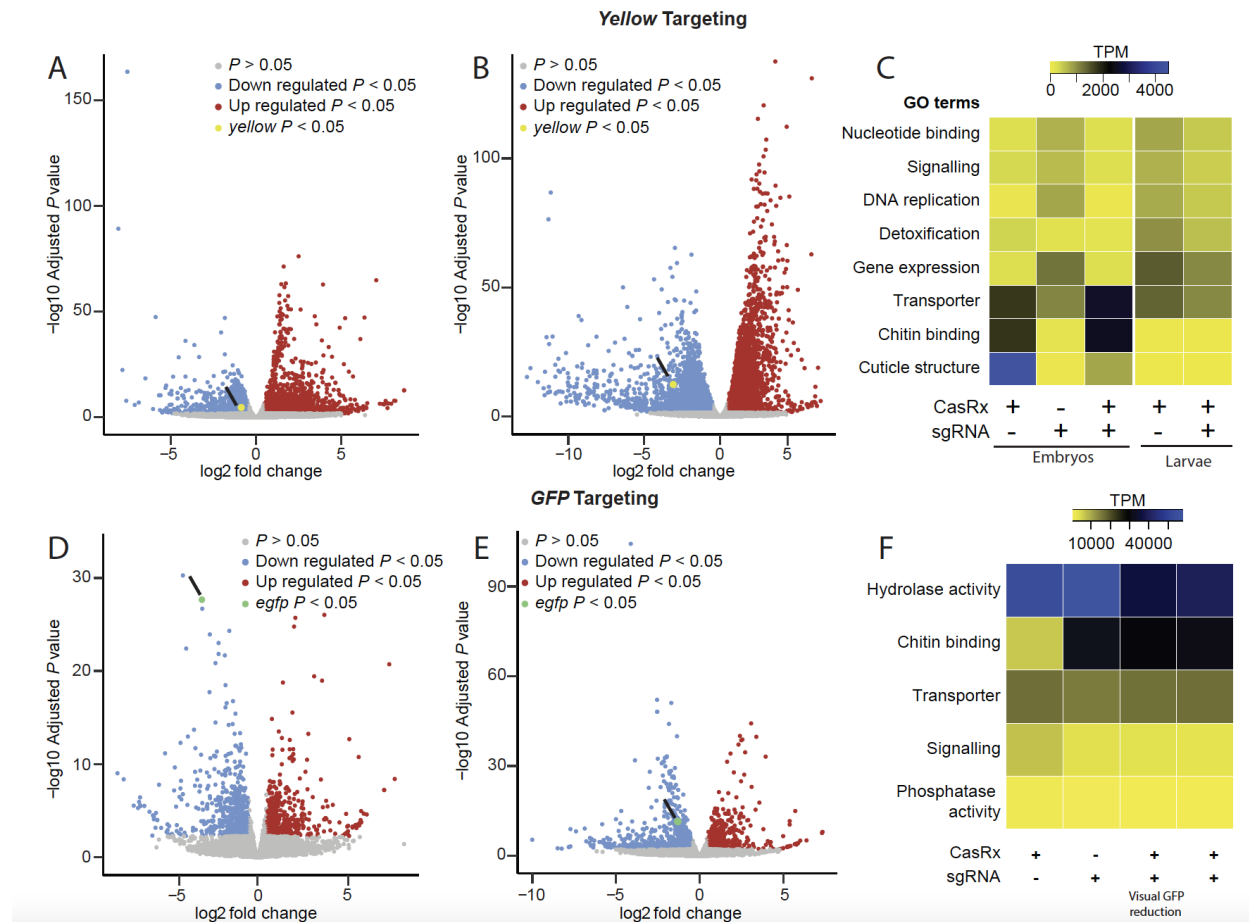 Yellow Targeting
A
P > 0.05
Down regulated P < 0.05
Up regulated P < 0.05
yellow P < 0.05
150
100
50
0
−5
0
5
−log10 Adjusted P value
log2 fold change
B
P > 0.05
Down regulated P < 0.05
Up regulated P < 0.05
yellow P < 0.05
100
50
0
−10
−5
0
5
−log10 Adjusted P value
log2 fold change
C
TPM
0 2000 4000
GO terms
Nucleotide binding
Signalling
DNA replication
Detoxification
Gene expression
Transporter
Chitin binding
Cuticle structure
CasRx + - + + +
sgRNA - + + - +
Embryos
Larvae
GFP Targeting
D
P > 0.05
Down regulated P < 0.05
Up regulated P < 0.05
egfp P < 0.05
30
20
10
0
−5
0
5
−log10 Adjusted P value
log2 fold change
E
P > 0.05
Down regulated P < 0.05
Up regulated P < 0.05
egfp P < 0.05
90
60
30
0
−10
−5
0
5
−log10 Adjusted P value
log2 fold change
F
TPM
10000 40000
Hydrolase activity
Chitin binding
Transporter
Signalling
Phosphatase
activity
CasRx + - + +
sgRNA - + + +
Visual GFP
reduction